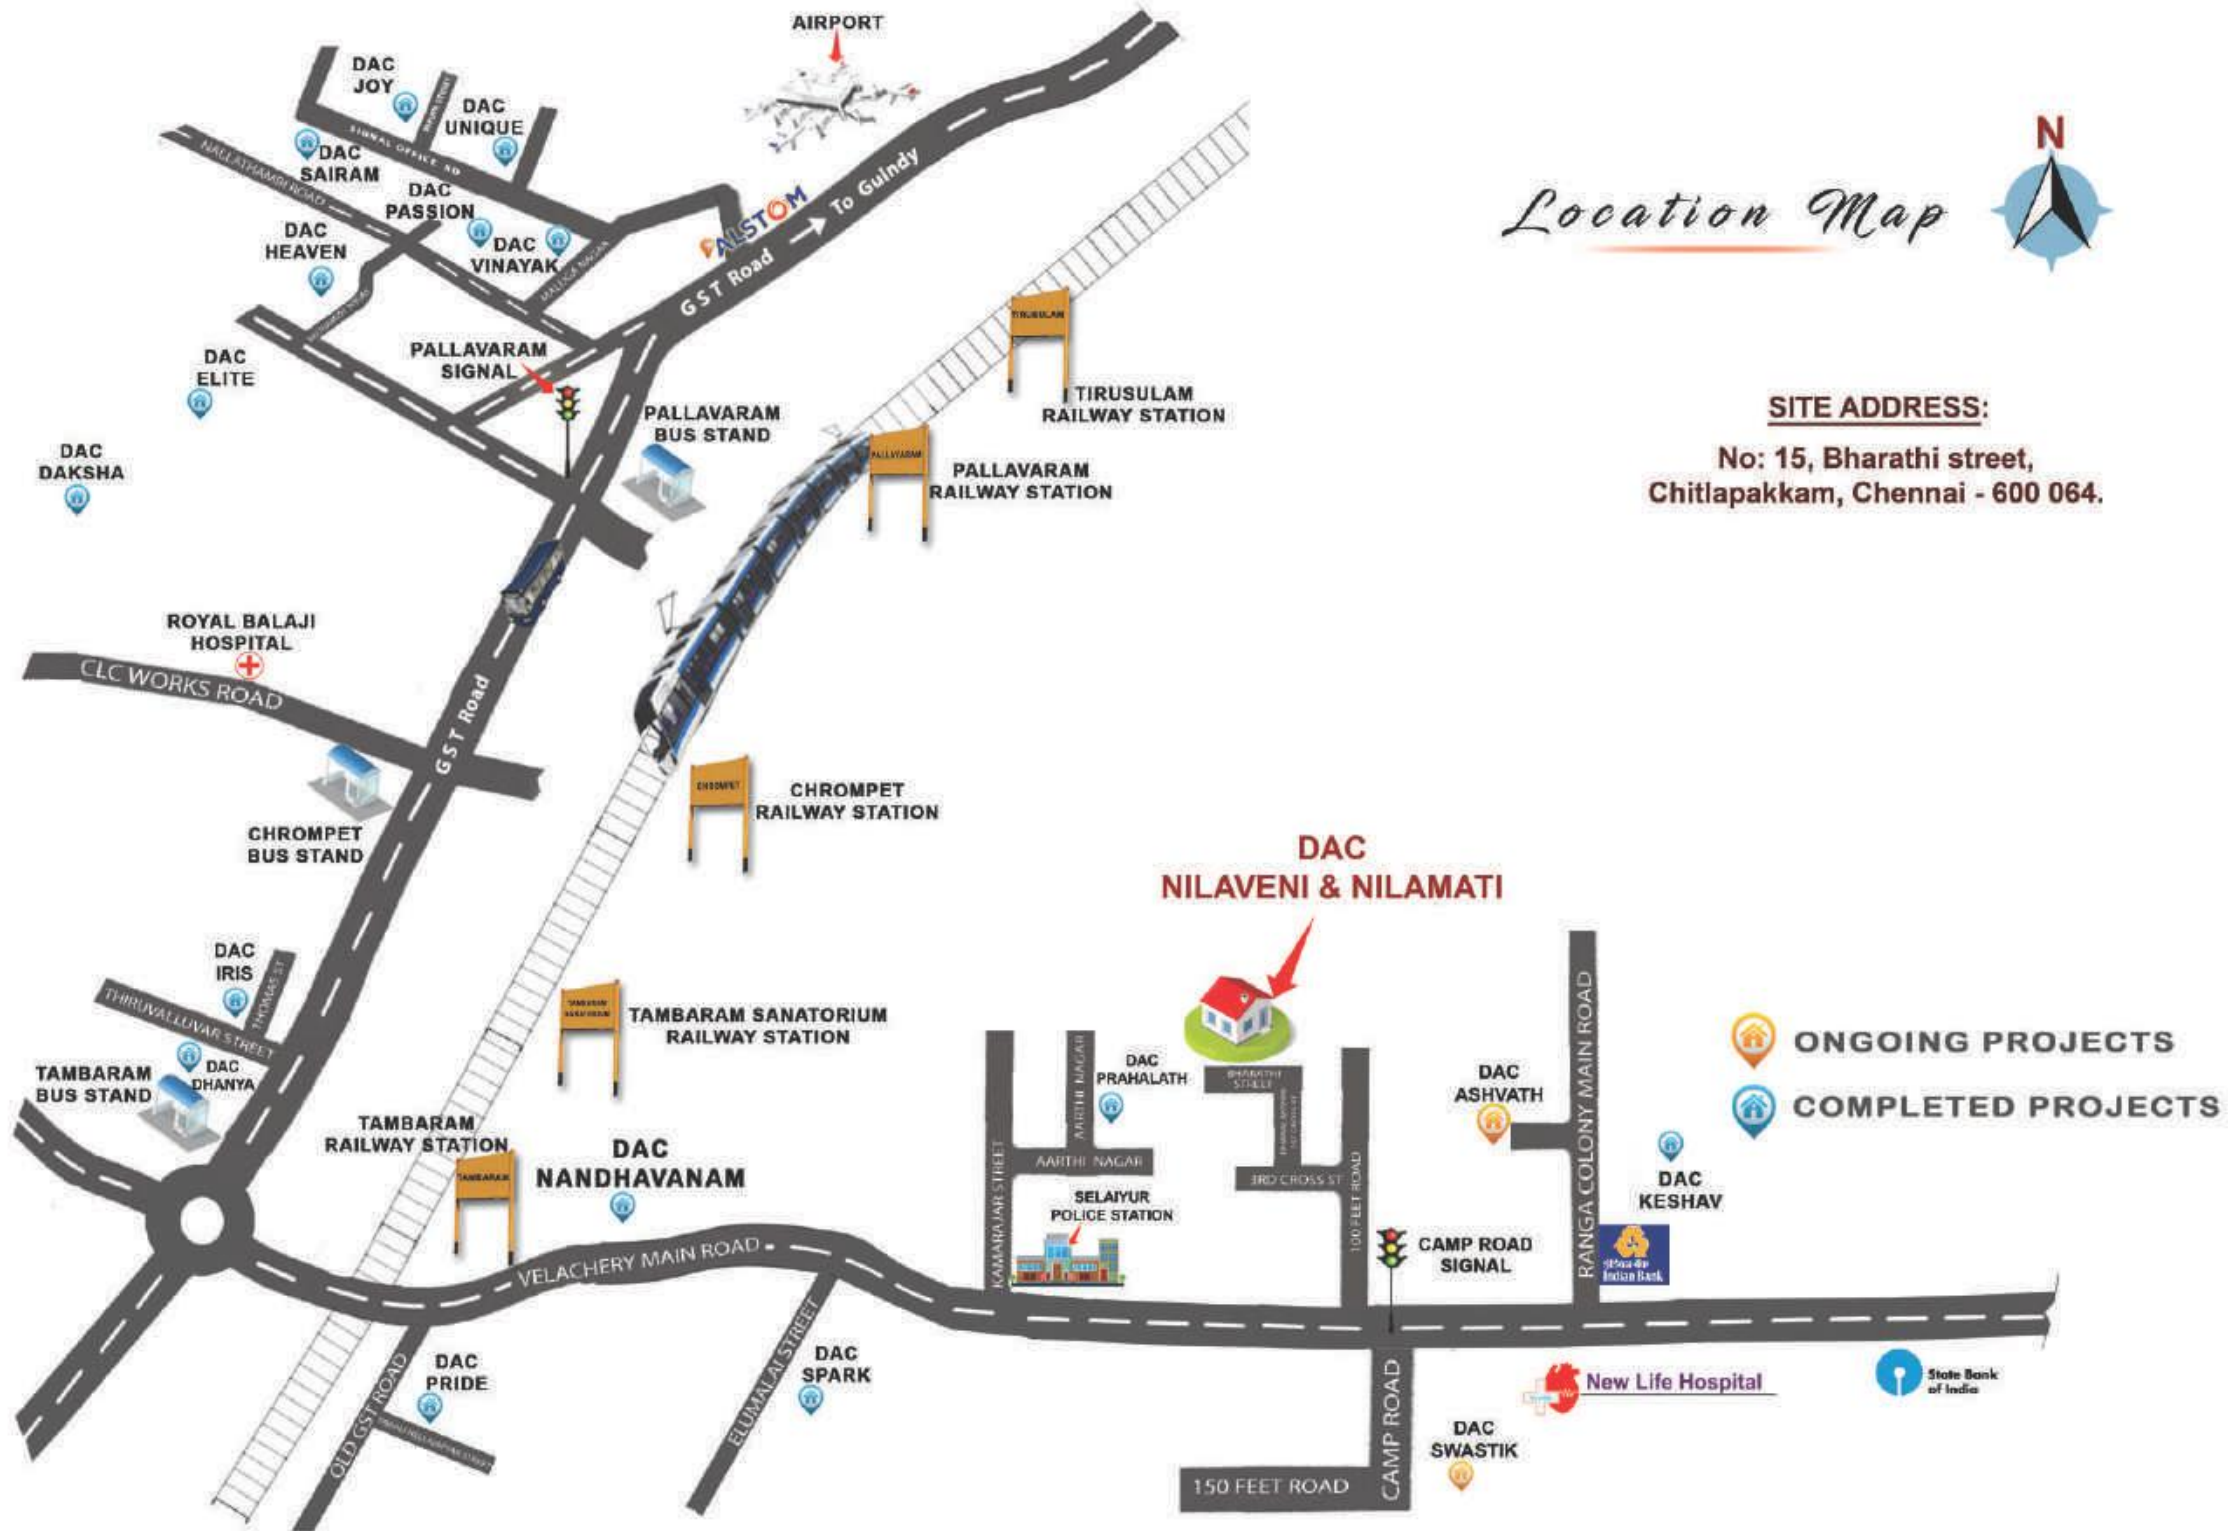 AIRPORT
DAC
JOY
DAC
UNIQUE
SIGNAL OFFICE RD
DAC
SAIRAM
NALLATHAMBI ROAD
DAC
PASSION
DAC
HEAVEN
DAC
VINAYAK
MALLIGA NAGAR
ALSTOM
GST Road
To Guindy
Location Map
N
TIRUSULAM
TIRUSULAM
RAILWAY STATION
SITE ADDRESS:
No: 15, Bharathi street,
Chitlapakkam, Chennai - 600 064.
DAC
ELITE
PALLAVARAM
SIGNAL
PALLAVARAM
BUS STAND
PALLAVARAM
PALLAVARAM
RAILWAY STATION
DAC
DAKSHA
ROYAL BALAJI
HOSPITAL
CLC WORKS ROAD
GST Road
CHROMPET
BUS STAND
CHROMPET
CHROMPET
RAILWAY STATION
DAC
NILAVENI & NILAMATI
DAC
IRIS
THOMAS ST
THIRUVALLUVAR STREET
DAC
DHANYA
TAMBARAM
BUS STAND
TAMBARAM
SANATORIUM
TAMBARAM SANATORIUM
RAILWAY STATION
TAMBARAM
RAILWAY STATION
TAMBARAM
DAC
NANDHAVANAM
VELACHERY MAIN ROAD
KAMARAJAR STREET
AARTHI NAGAR
AARTHI NAGAR
DAC
PRAHALATH
SELAIYUR
POLICE STATION
BHARATHI
STREET
3RD CROSS ST
100 FEET ROAD
DAC
ASHVATH
RANGA COLONY MAIN ROAD
DAC
KESHAV
Indian Bank
CAMP ROAD
SIGNAL
ONGOING PROJECTS
COMPLETED PROJECTS
OLD GST ROAD
DAC
PRIDE
ELUMALAI STREET
DAC
SPARK
CAMP ROAD
150 FEET ROAD
New Life Hospital
State Bank
of India
DAC
SWASTIK